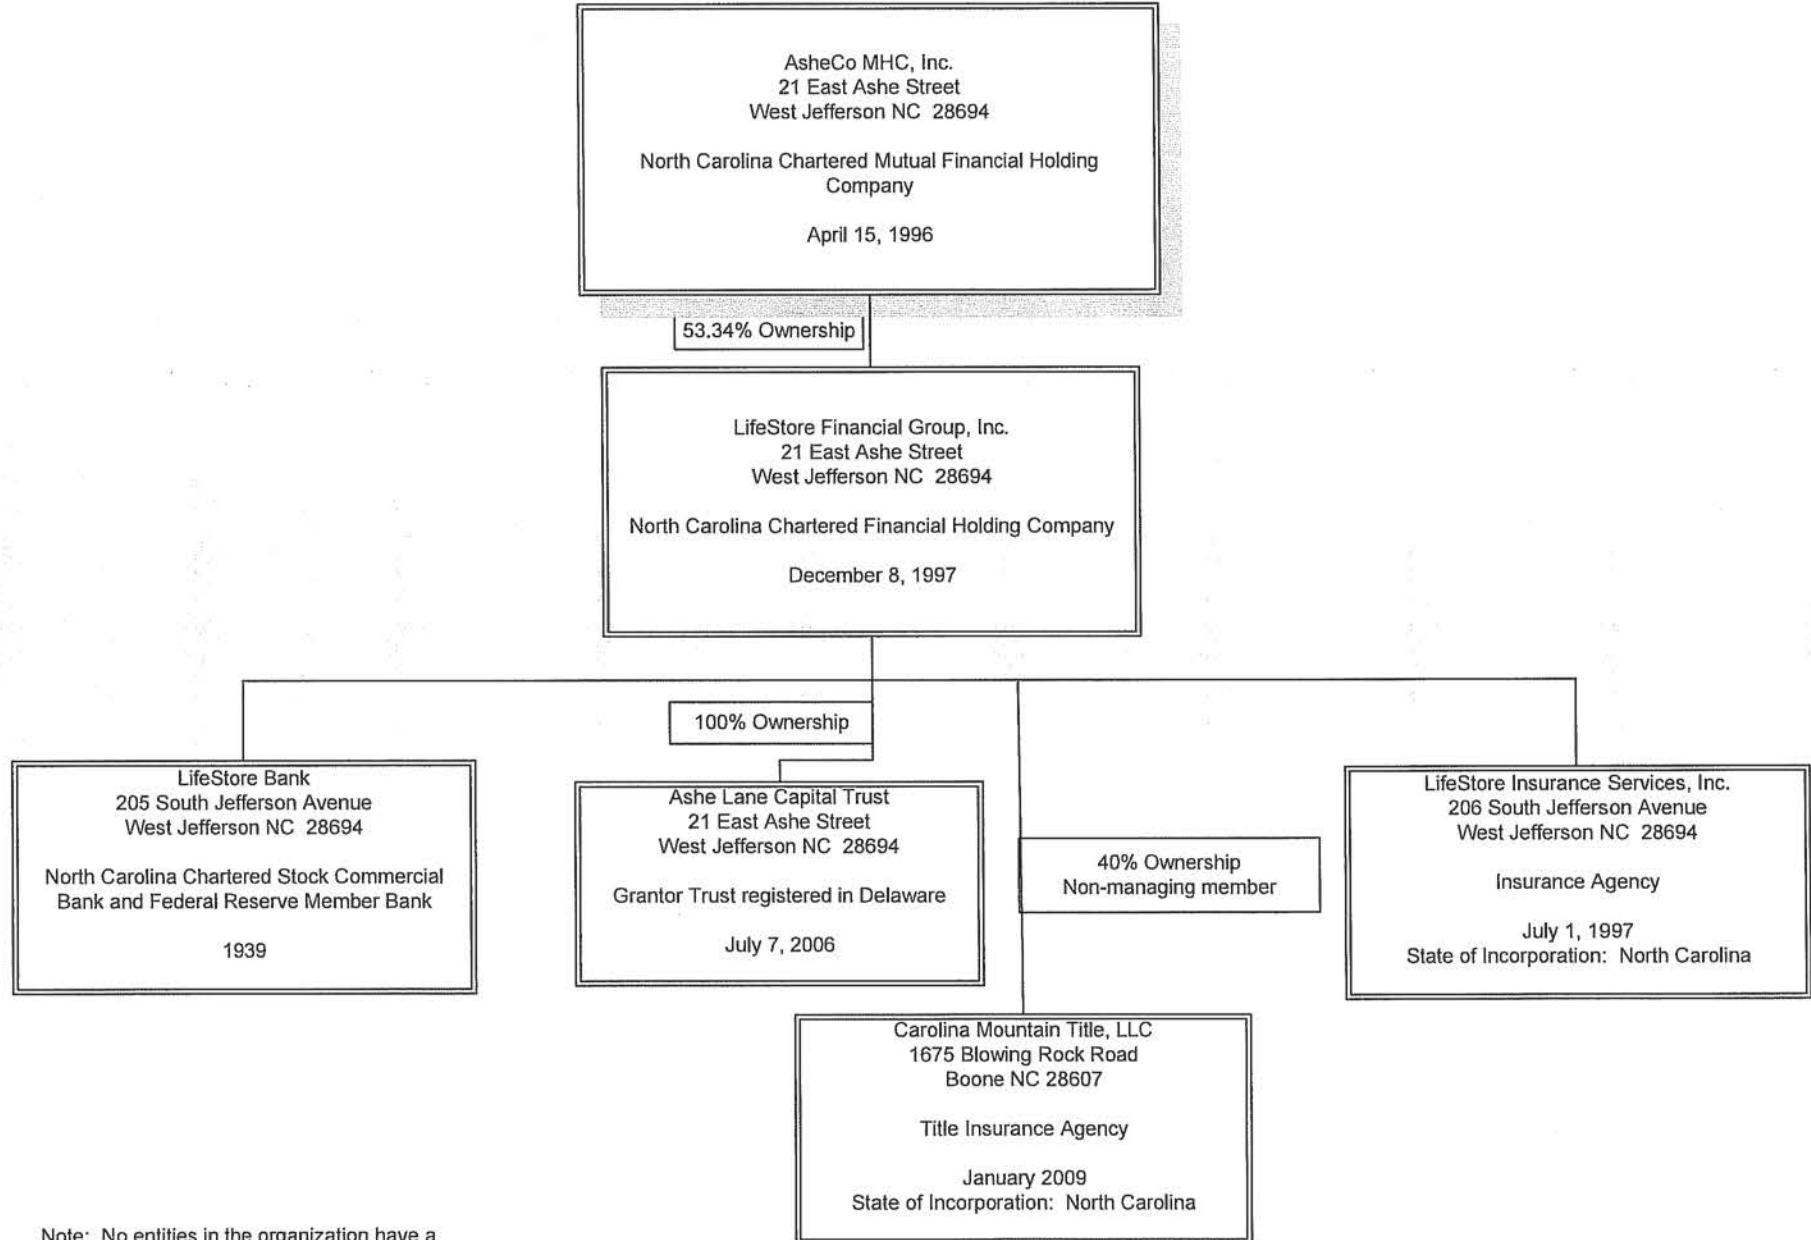 AsheCo MHC, Inc.
21 East Ashe Street
West Jefferson NC 28694
North Carolina Chartered Mutual Financial Holding
Company
April 15, 1996
53.34% Ownership
LifeStore Financial Group, Inc.
21 East Ashe Street
West Jefferson NC 28694
North Carolina Chartered Financial Holding Company
December 8, 1997
100% Ownership
LifeStore Bank
205 South Jefferson Avenue
West Jefferson NC 28694
North Carolina Chartered Stock Commercial
Bank and Federal Reserve Member Bank
1939
Ashe Lane Capital Trust
21 East Ashe Street
West Jefferson NC 28694
Grantor Trust registered in Delaware
July 7, 2006
40% Ownership
Non-managing member
LifeStore Insurance Services, Inc.
206 South Jefferson Avenue
West Jefferson NC 28694
Insurance Agency
July 1, 1997
State of Incorporation: North Carolina
Carolina Mountain Title, LLC
1675 Blowing Rock Road
Boone NC 28607
Title Insurance Agency
January 2009
State of Incorporation: North Carolina
Note: No entities in the organization have a